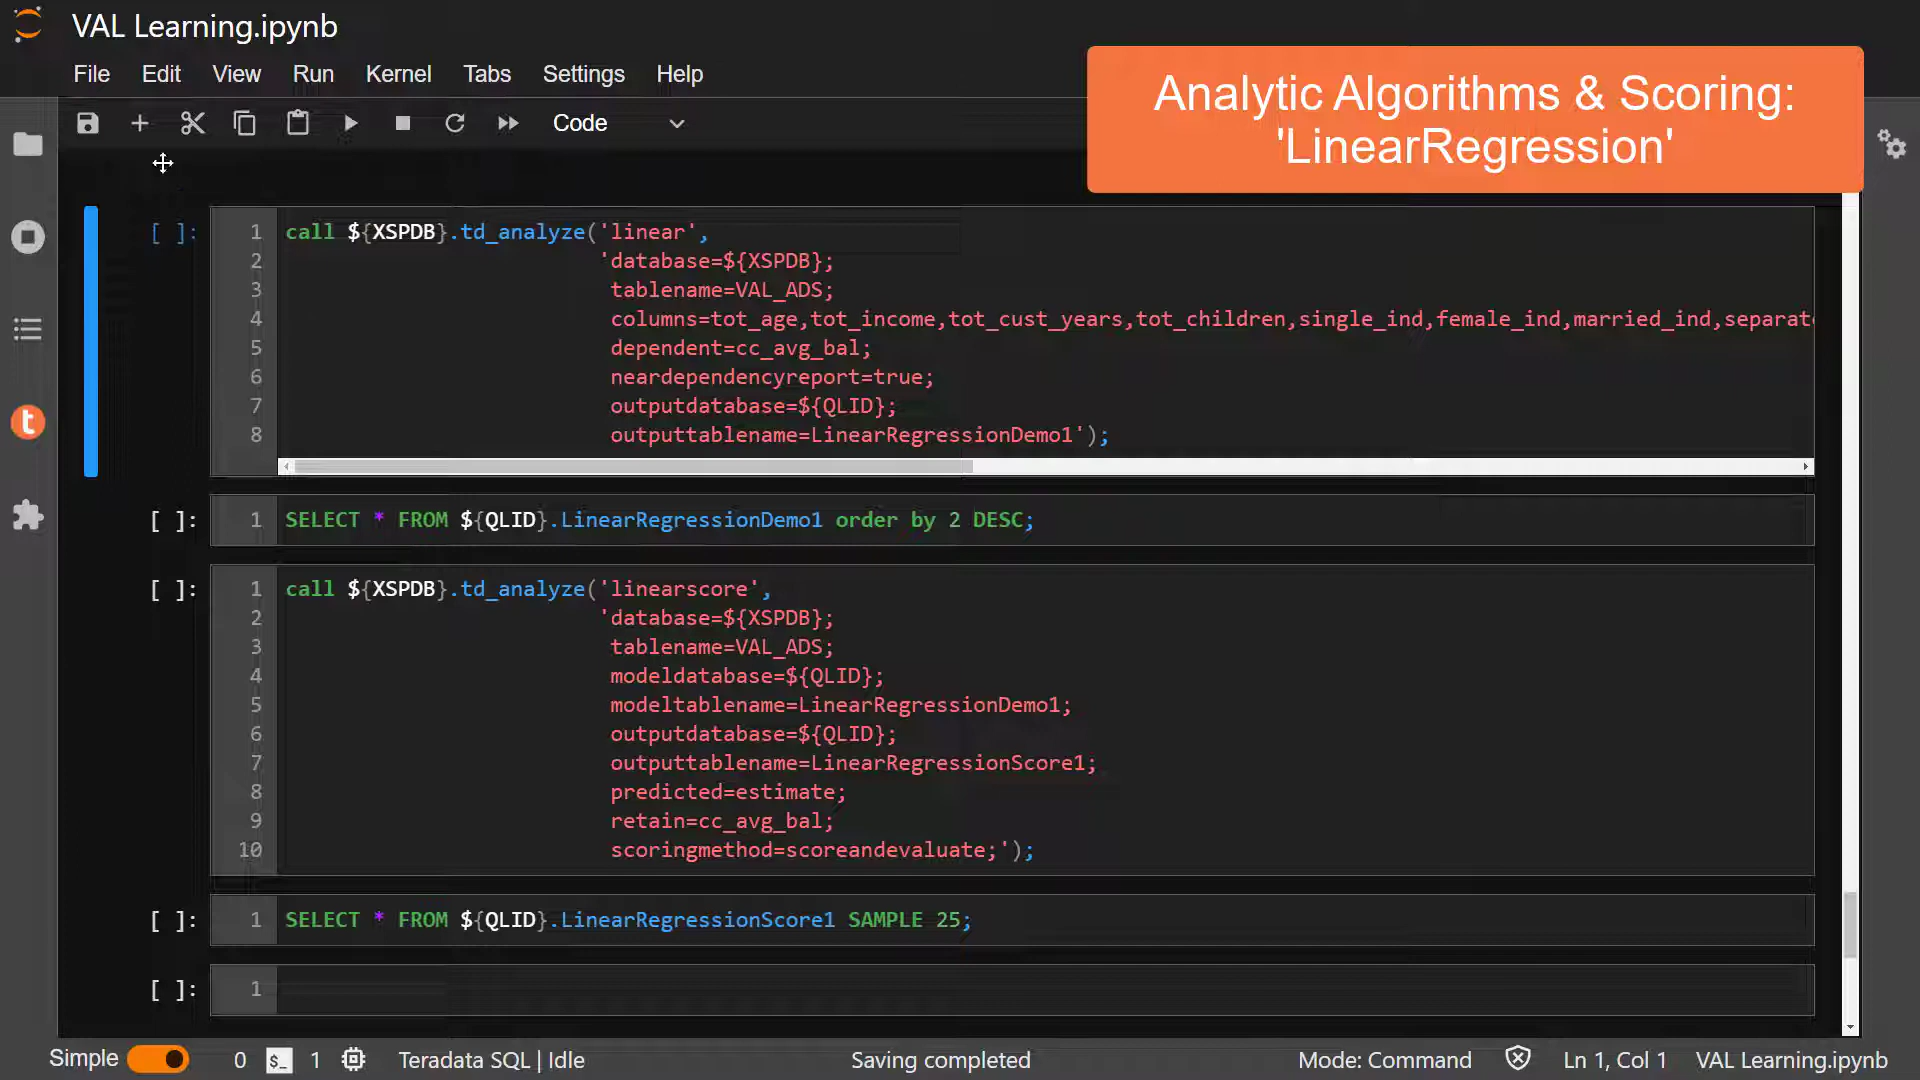 VAL Learning.ipynb
File Edit View Run Kernel Tabs Settings Help
Analytic Algorithms & Scoring:
'LinearRegression'
Code
[ ]:
1 call ${XSPDB}.td_analyze('linear',
2 'database=${XSPDB};
3 tablename=VAL_ADS;
4 columns=tot_age,tot_income,tot_cust_years,tot_children,single_ind,female_ind,married_ind,separat
5 dependent=cc_avg_bal;
6 neardependencyreport=true;
7 outputdatabase=${QLID};
8 outputtablename=LinearRegressionDemo1');
t
[ ]: 1 SELECT * FROM ${QLID}.LinearRegressionDemo1 order by 2 DESC;
[ ]: 1 call ${XSPDB}.td_analyze('linearscore',
2 'database=${XSPDB};
3 tablename=VAL_ADS;
4 modeldatabase=${QLID};
5 modeltablename=LinearRegressionDemo1;
6 outputdatabase=${QLID};
7 outputtablename=LinearRegressionScore1;
8 predicted=estimate;
9 retain=cc_avg_bal;
10 scoringmethod=scoreandevaluate;');
[ ]: 1 SELECT * FROM ${QLID}.LinearRegressionScore1 SAMPLE 25;
[ ]: 1
Simple 0 $_ 1 Teradata SQL | Idle Saving completed Mode: Command Ln 1, Col 1 VAL Learning.ipynb